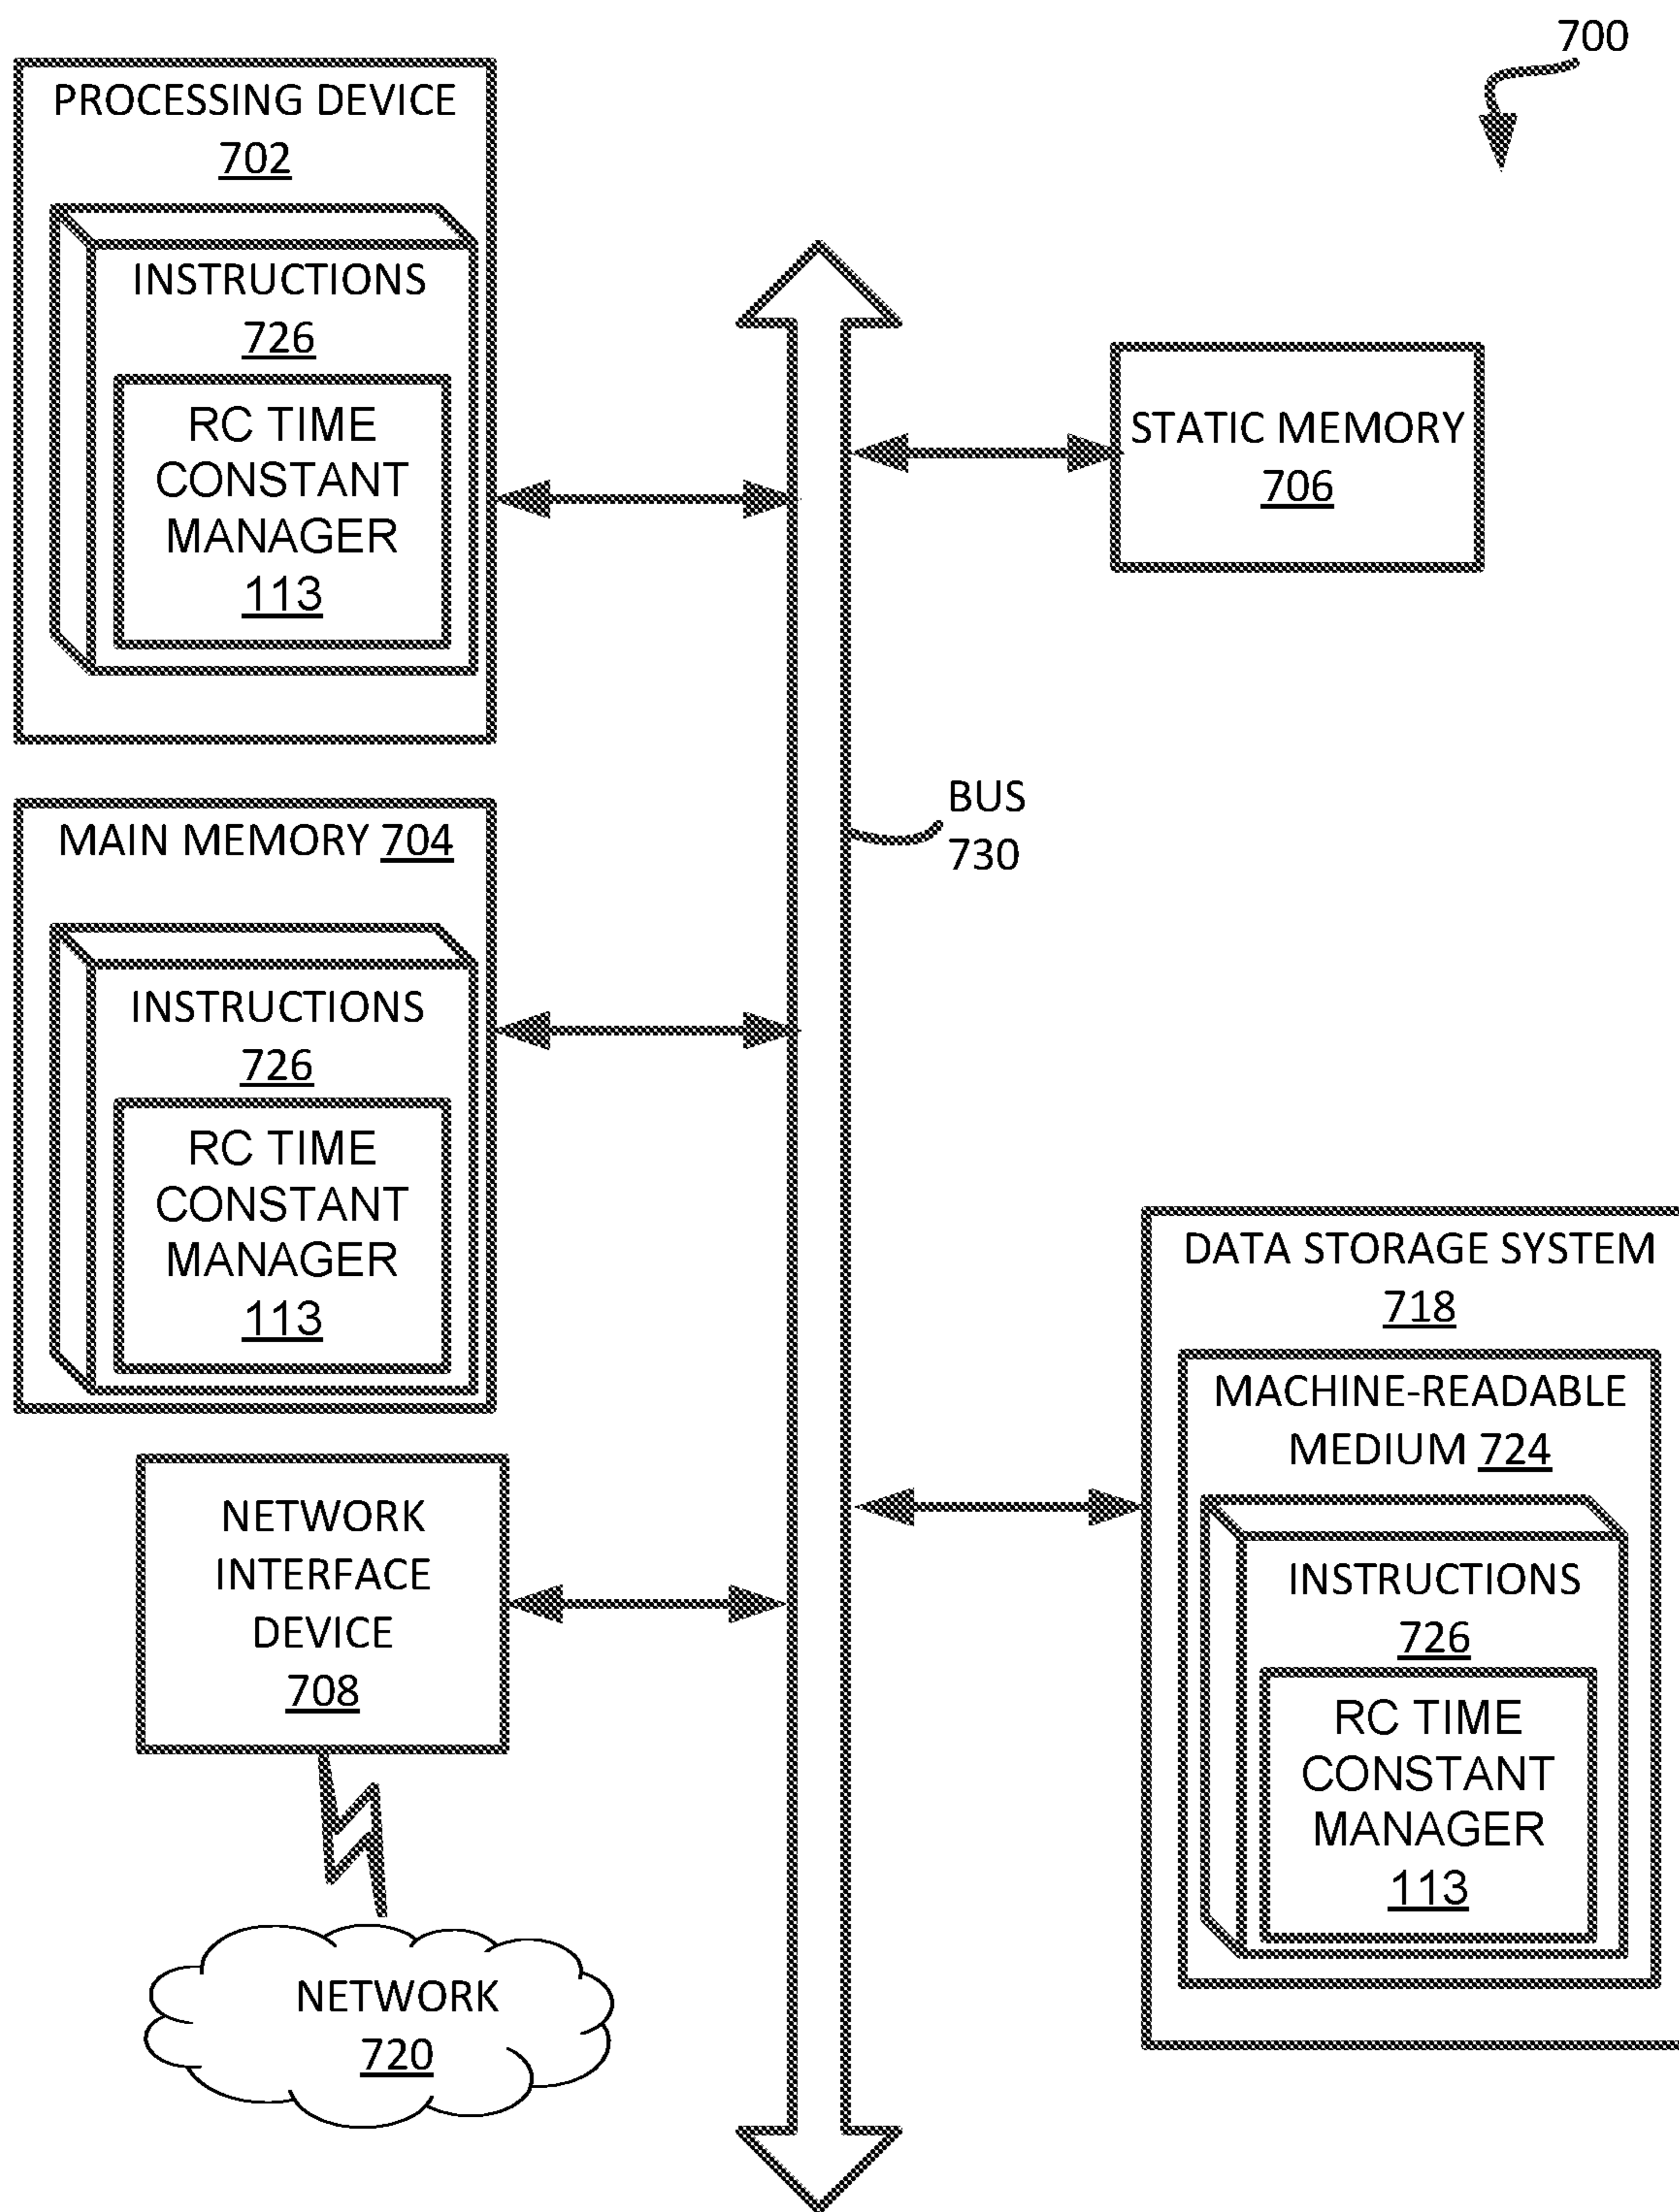 700
PROCESSING DEVICE
702
INSTRUCTIONS
726
RC TIME
CONSTANT
MANAGER
113
STATIC MEMORY
706
BUS
730
MAIN MEMORY 704
INSTRUCTIONS
726
RC TIME
CONSTANT
MANAGER
113
DATA STORAGE SYSTEM
718
MACHINE-READABLE
MEDIUM 724
INSTRUCTIONS
726
RC TIME
CONSTANT
MANAGER
113
NETWORK
INTERFACE
DEVICE
708
NETWORK
720